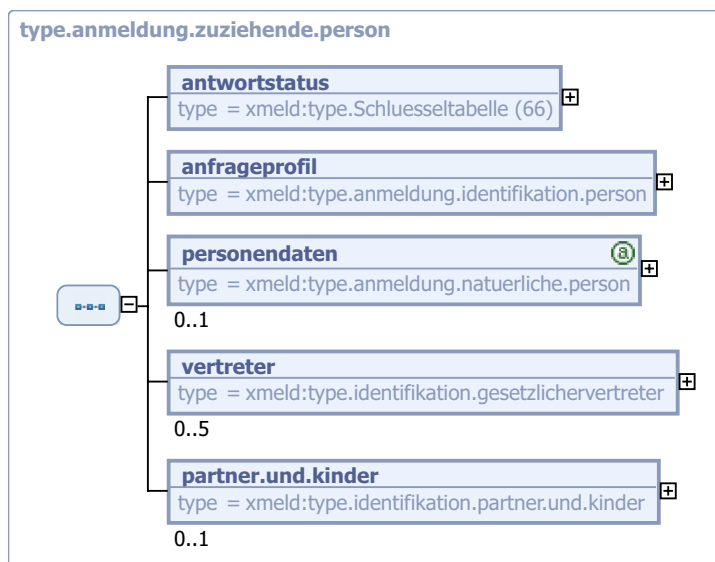 type.anmeldung.zuziehende.person
antwortstatus
type = xmeld:type.Schluesseltabelle (66)
anfrageprofil
type = xmeld:type.anmeldung.identifikation.person
personendaten
a
type = xmeld:type.anmeldung.natuerliche.person
0..1
vertreter
type = xmeld:type.identifikation.gesetzlichervertreter
0..5
partner.und.kinder
type = xmeld:type.identifikation.partner.und.kinder
0..1